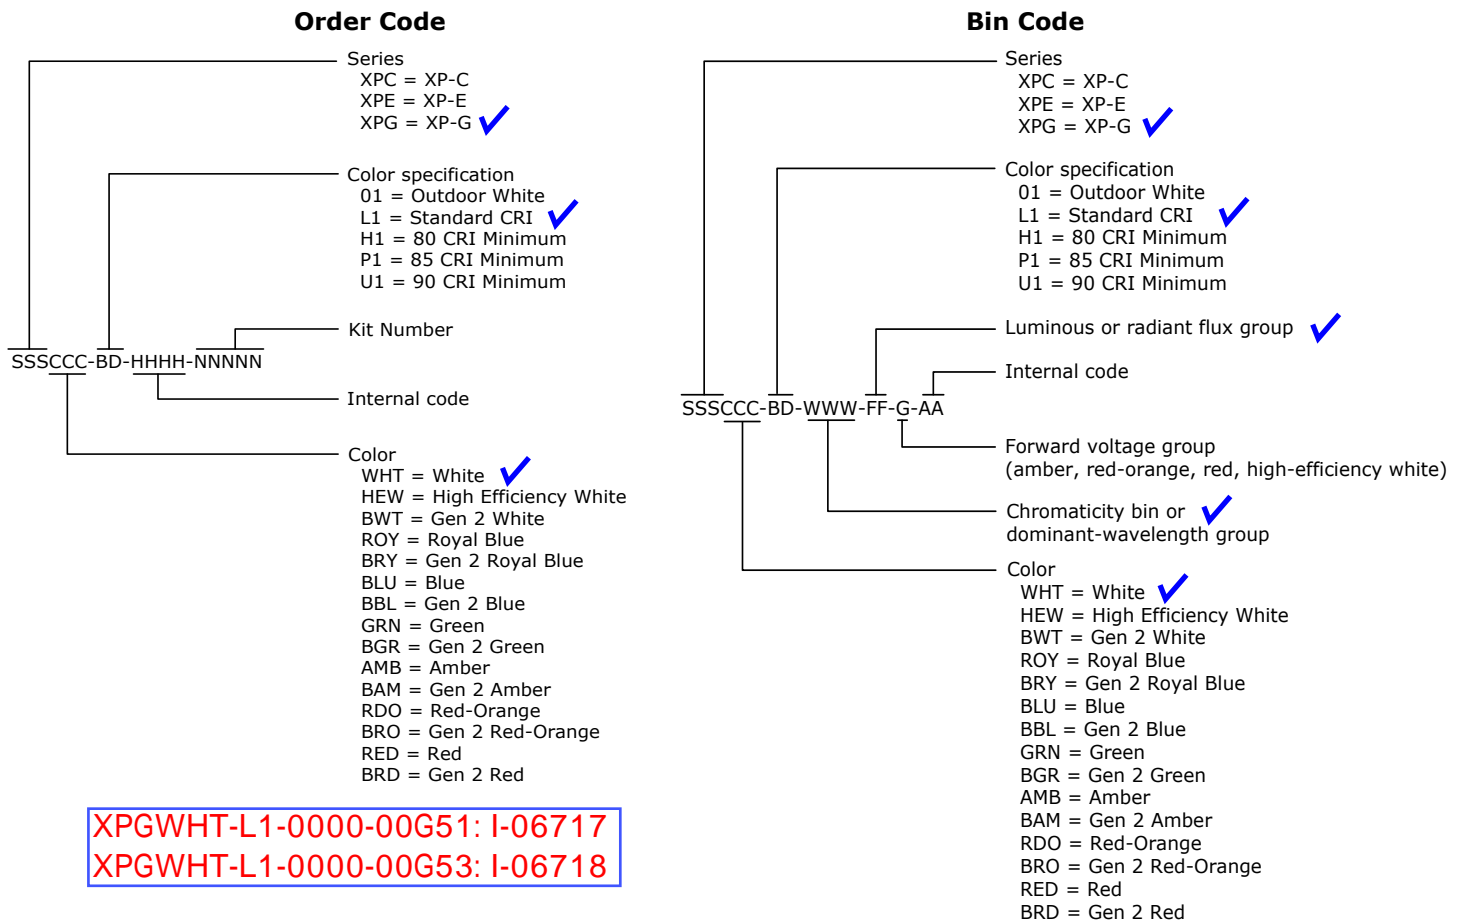 Order Code
Series
XPC = XP-C
XPE = XP-E
XPG = XP-G
Color specification
01 = Outdoor White
L1 = Standard CRI
H1 = 80 CRI Minimum
P1 = 85 CRI Minimum
U1 = 90 CRI Minimum
Kit Number
SSSCCC-BD-HHHH-NNNNN
Internal code
Color
WHT = White
HEW = High Efficiency White
BWT = Gen 2 White
ROY = Royal Blue
BRY = Gen 2 Royal Blue
BLU = Blue
BBL = Gen 2 Blue
GRN = Green
BGR = Gen 2 Green
AMB = Amber
BAM = Gen 2 Amber
RDO = Red-Orange
BRO = Gen 2 Red-Orange
RED = Red
BRD = Gen 2 Red
XPGWHT-L1-0000-00G51: I-06717
XPGWHT-L1-0000-00G53: I-06718
Bin Code
Series
XPC = XP-C
XPE = XP-E
XPG = XP-G
Color specification
01 = Outdoor White
L1 = Standard CRI
H1 = 80 CRI Minimum
P1 = 85 CRI Minimum
U1 = 90 CRI Minimum
Luminous or radiant flux group
Internal code
SSSCCC-BD-WWW-FF-G-AA
Forward voltage group
(amber, red-orange, red, high-efficiency white)
Chromaticity bin or
dominant-wavelength group
Color
WHT = White
HEW = High Efficiency White
BWT = Gen 2 White
ROY = Royal Blue
BRY = Gen 2 Royal Blue
BLU = Blue
BBL = Gen 2 Blue
GRN = Green
BGR = Gen 2 Green
AMB = Amber
BAM = Gen 2 Amber
RDO = Red-Orange
BRO = Gen 2 Red-Orange
RED = Red
BRD = Gen 2 Red